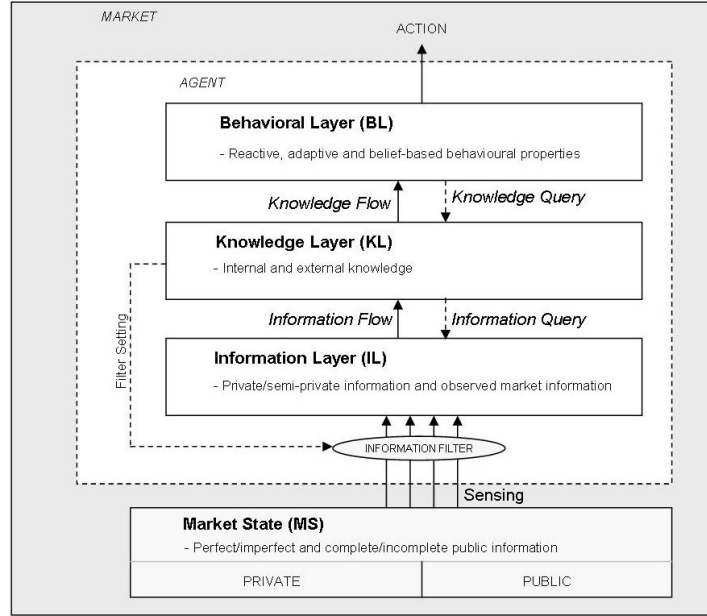 MARKET
ACTION
AGENT
Behavioral Layer (BL)
- Reactive, adaptive and belief-based behavioural properties
Knowledge Flow
Knowledge Query
Knowledge Layer (KL)
- Internal and external knowledge
Filter Setting
Information Flow
Information Query
Information Layer (IL)
- Private/semi-private information and observed market information
INFORMATION FILTER
Sensing
Market State (MS)
- Perfect/imperfect and complete/incomplete public information
PRIVATE
PUBLIC